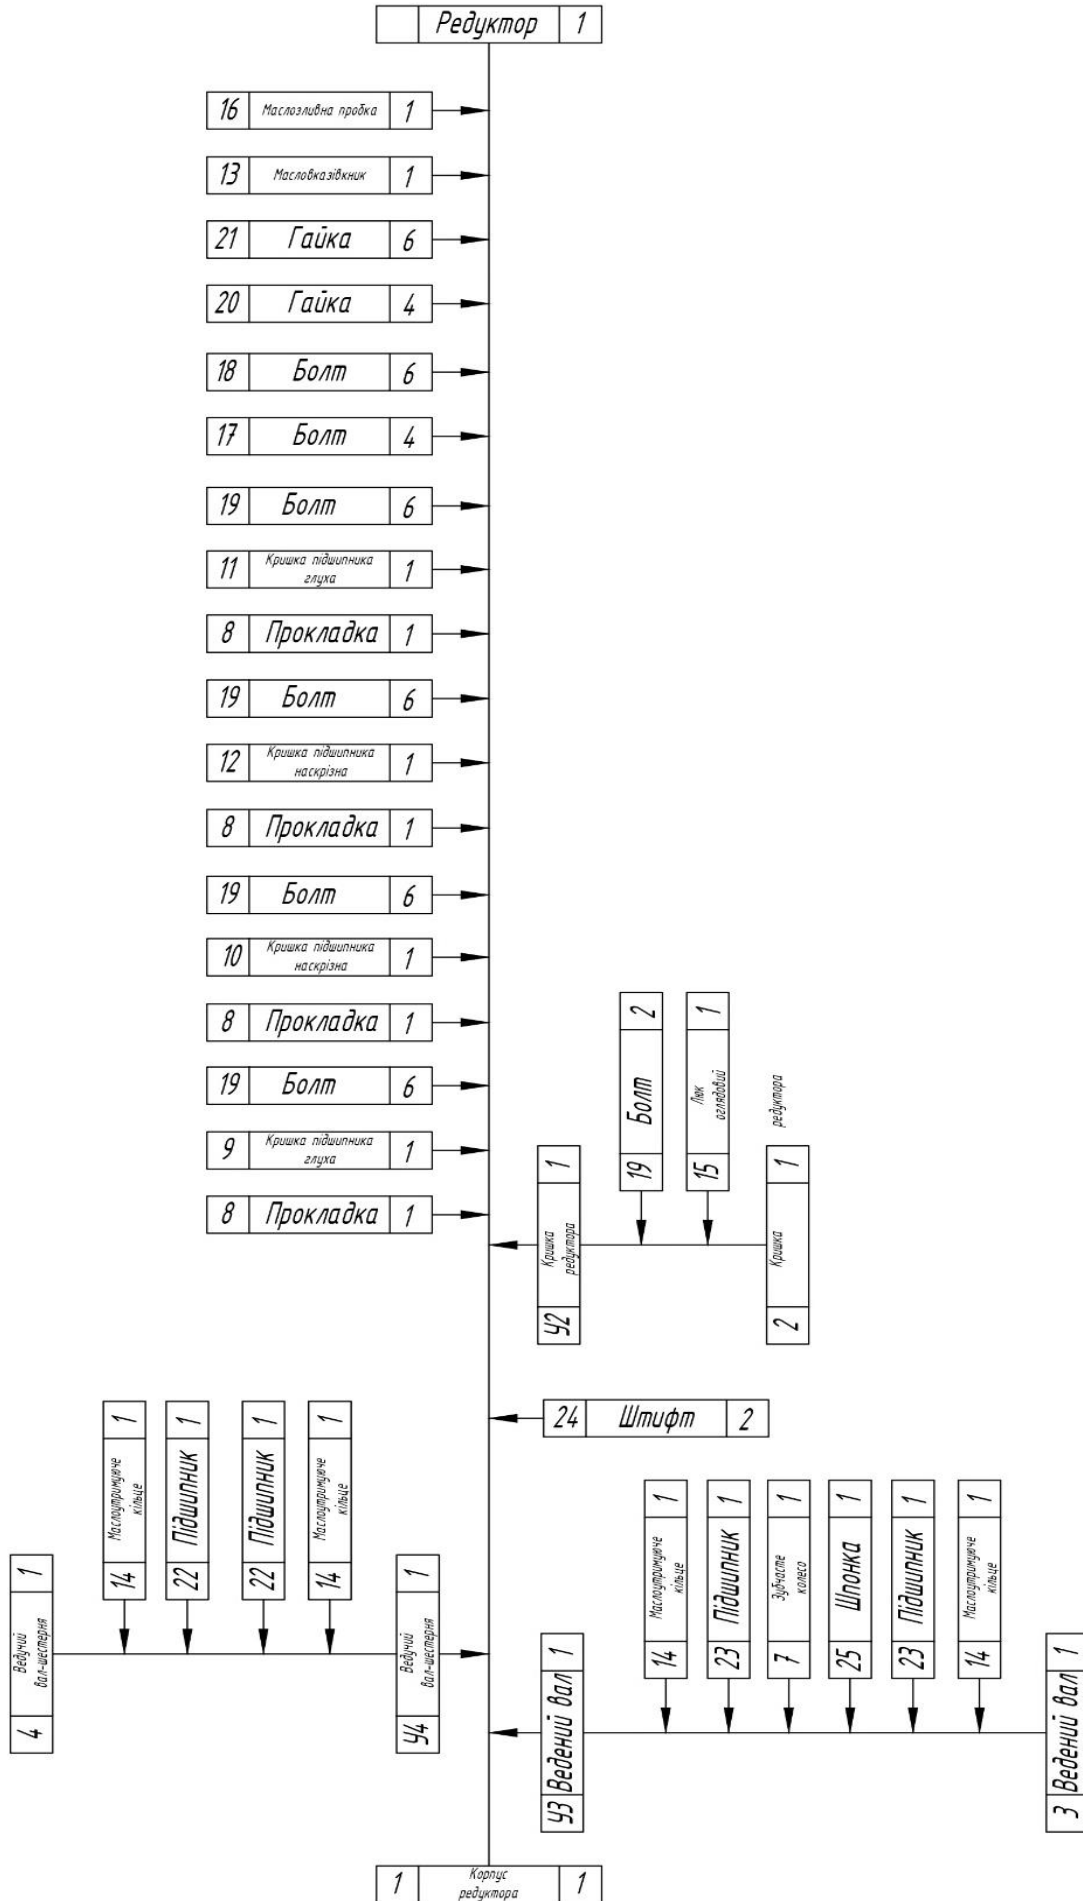 Редуктор 1
16 Маслозливна пробка 1
13 Масловказівкник 1
21 Гайка 6
20 Гайка 4
18 Болт 6
17 Болт 4
19 Болт 6
11 Кришка підшипника 1
глуха
8 Прокладка 1
19 Болт 6
12 Кришка підшипника 1
наскрізна
8 Прокладка 1
19 Болт 6
10 Кришка підшипника 1
наскрізна
8 Прокладка 1
19 Болт 6
9 Кришка підшипника 1
глуха
8 Прокладка 1
У2 Кришка 1
редуктора
19 Болт 2
15 Люк 1
оглядовий
2 Кришка 1
редуктора
24 Штифт 2
4 Ведучий 1
вал-шестерня
14 Маслоутримуюче 1
кільце
22 Підшипник 1
22 Підшипник 1
14 Маслоутримуюче 1
кільце
У4 Ведучий 1
вал-шестерня
У3 Ведений вал 1
14 Маслоутримуюче 1
кільце
23 Підшипник 1
7 Зубчасте 1
колесо
25 Шпонка 1
23 Підшипник 1
14 Маслоутримуюче 1
кільце
3 Ведений вал 1
1 Корпус 1
редуктора